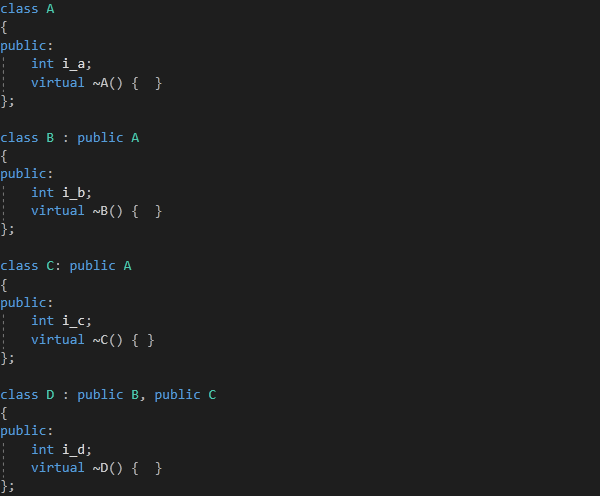 class A
{
public:
    int i_a;
    virtual ~A() {  }
};

class B : public A
{
public:
    int i_b;
    virtual ~B() {  }
};

class C: public A
{
public:
    int i_c;
    virtual ~C() { }
};

class D : public B, public C
{
public:
    int i_d;
    virtual ~D() {  }
};